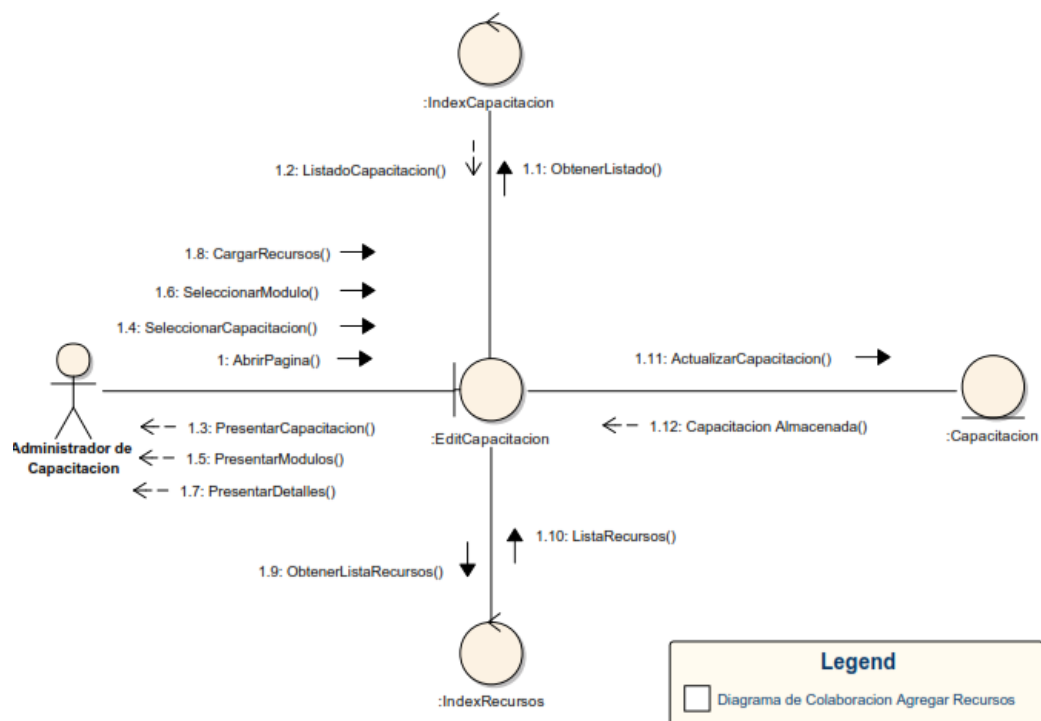 :IndexCapacitacion
1.2: ListadoCapacitacion()
1.1: ObtenerListado()
1.8: CargarRecursos()
1.6: SeleccionarModulo()
1.4: SeleccionarCapacitacion()
1: AbrirPagina()
1.11: ActualizarCapacitacion()
Administrador de
Capacitacion
1.3: PresentarCapacitacion()
:EditCapacitacion
1.12: Capacitacion Almacenada()
:Capacitacion
1.5: PresentarModulos()
1.7: PresentarDetalles()
1.10: ListaRecursos()
1.9: ObtenerListaRecursos()
:IndexRecursos
Legend
Diagrama de Colaboracion Agregar Recursos